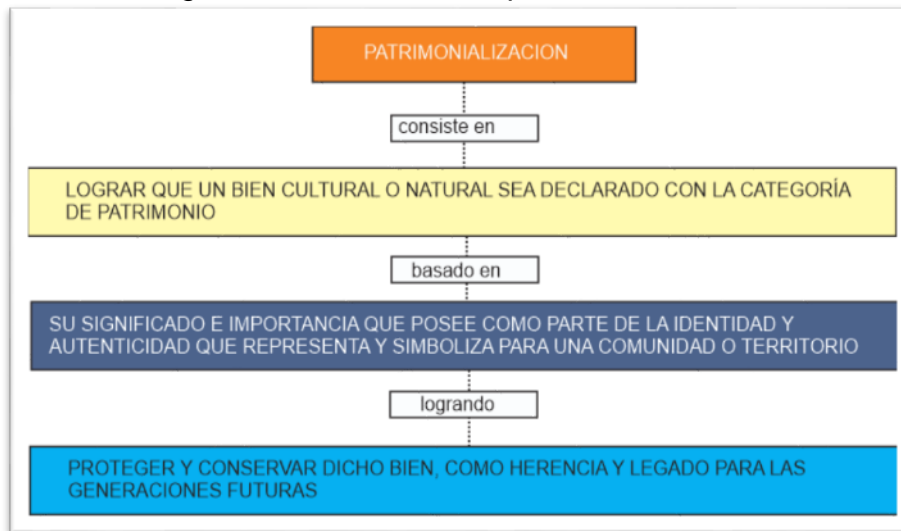 PATRIMONIALIZACION
consiste en
LOGRAR QUE UN BIEN CULTURAL O NATURAL SEA DECLARADO CON LA CATEGORÍA
DE PATRIMONIO
basado en
SU SIGNIFICADO E IMPORTANCIA QUE POSEE COMO PARTE DE LA IDENTIDAD Y
AUTENTICIDAD QUE REPRESENTA Y SIMBOLIZA PARA UNA COMUNIDAD O TERRITORIO
logrando
PROTEGER Y CONSERVAR DICHO BIEN, COMO HERENCIA Y LEGADO PARA LAS
GENERACIONES FUTURAS